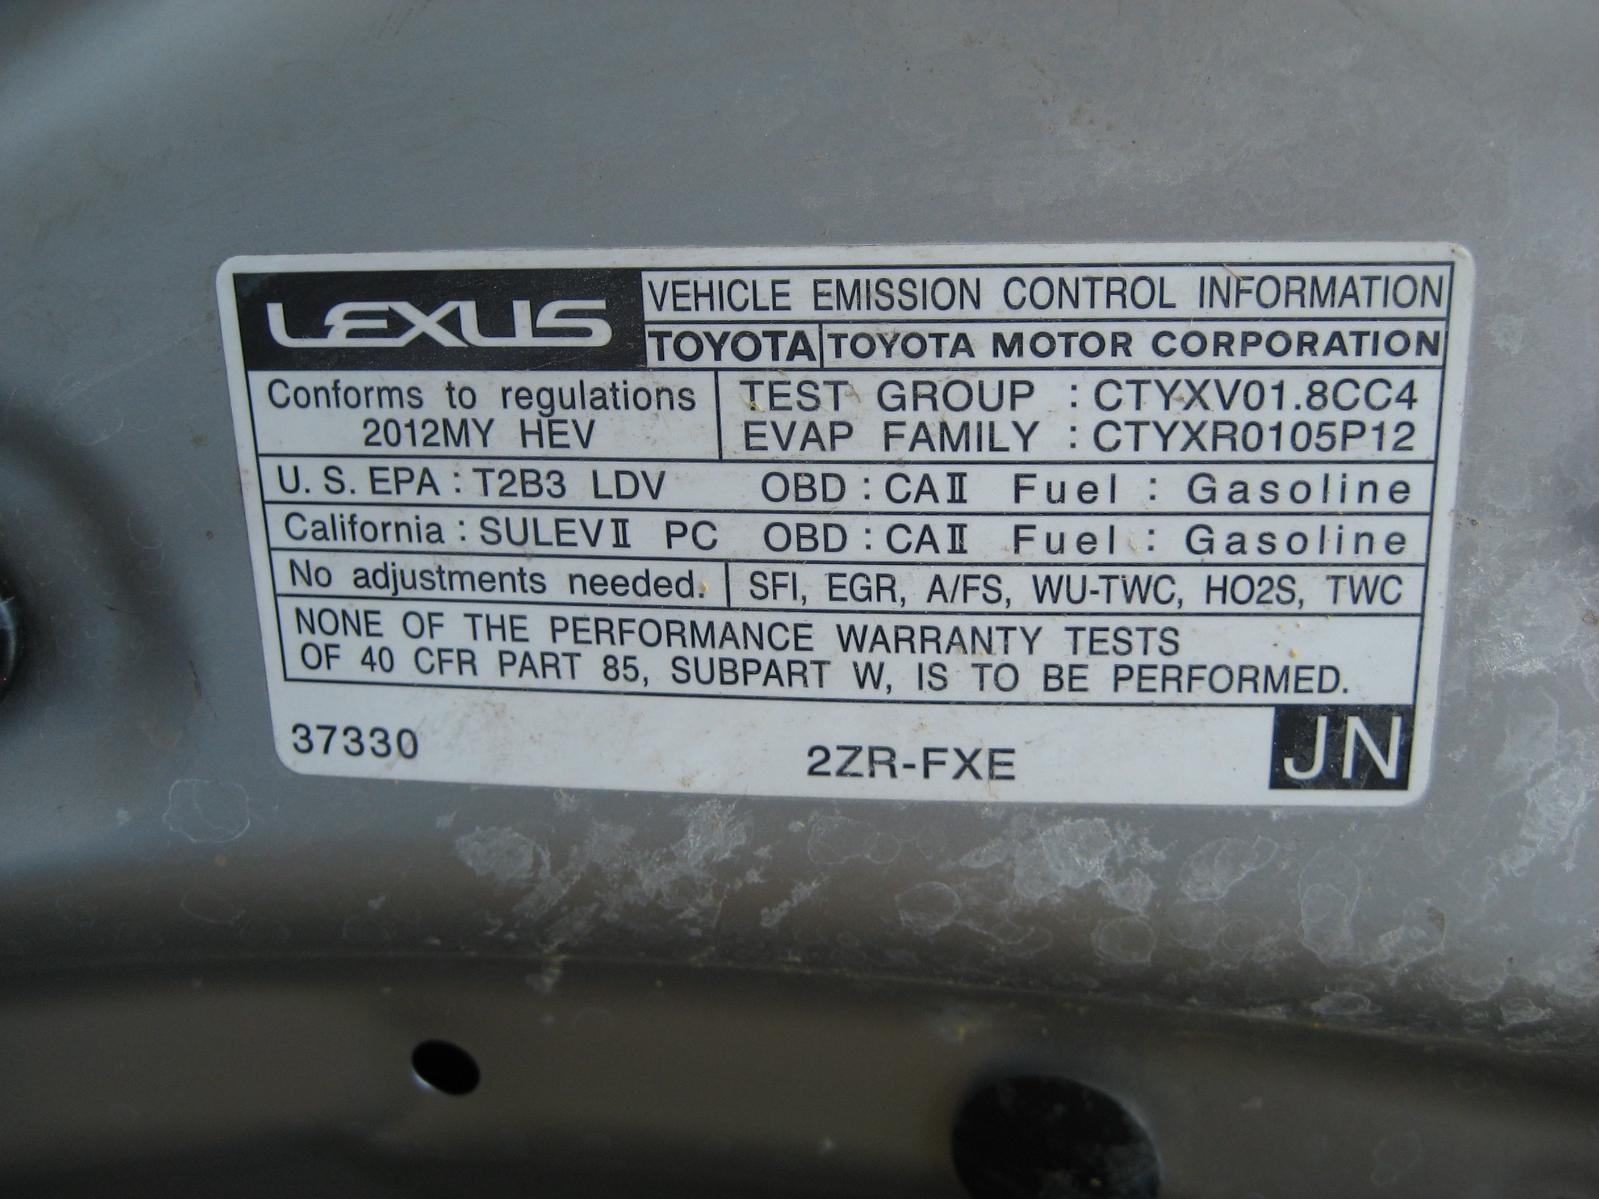 LEXUS
VEHICLE EMISSION CONTROL INFORMATION
TOYOTA TOYOTA MOTOR CORPORATION
Conforms to regulations
2012MY HEV
TEST GROUP : CTYXV01.8CC4
EVAP FAMILY : CTYXR0105P12
U.S. EPA : T2B3 LDV OBD : CAⅡ Fuel : Gasoline
California : SULEVⅡ PC OBD : CAⅡ Fuel : Gasoline
No adjustments needed. SFI, EGR, A/FS, WU-TWC, HO2S, TWC
NONE OF THE PERFORMANCE WARRANTY TESTS
OF 40 CFR PART 85, SUBPART W, IS TO BE PERFORMED.
37330 2ZR-FXE JN